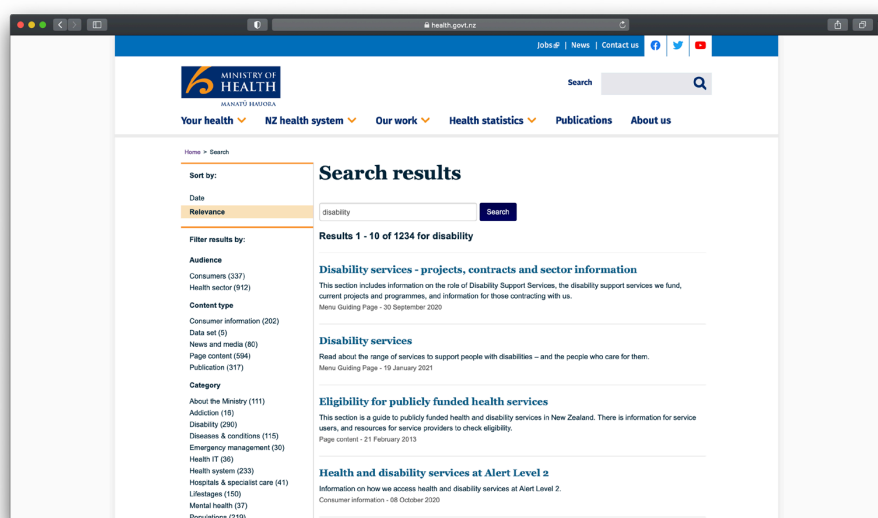 health.govt.nz
Jobs | News | Contact us
MINISTRY OF
HEALTH
MANATŪ HAUORA
Search
Your health
NZ health system
Our work
Health statistics
Publications
About us
Home > Search
Sort by:
Date
Relevance
Filter results by:
Audience
Consumers (337)
Health sector (912)
Content type
Consumer information (202)
Data set (5)
News and media (80)
Page content (594)
Publication (317)
Category
About the Ministry (111)
Addiction (18)
Disability (290)
Diseases & conditions (115)
Emergency management (30)
Health IT (36)
Health system (233)
Hospitals & specialist care (41)
Lifestages (150)
Mental health (37)
Populations (219)
Search results
disability
Search
Results 1 - 10 of 1234 for disability
Disability services - projects, contracts and sector information
This section includes information on the role of Disability Support Services, the disability support services we fund,
current projects and programmes, and information for those contracting with us.
Menu Guiding Page - 30 September 2020
Disability services
Read about the range of services to support people with disabilities – and the people who care for them.
Menu Guiding Page - 19 January 2021
Eligibility for publicly funded health services
This section is a guide to publicly funded health and disability services in New Zealand. There is information for service
users, and resources for service providers to check eligibility.
Page content - 21 February 2013
Health and disability services at Alert Level 2
Information on how we access health and disability services at Alert Level 2.
Consumer information - 08 October 2020